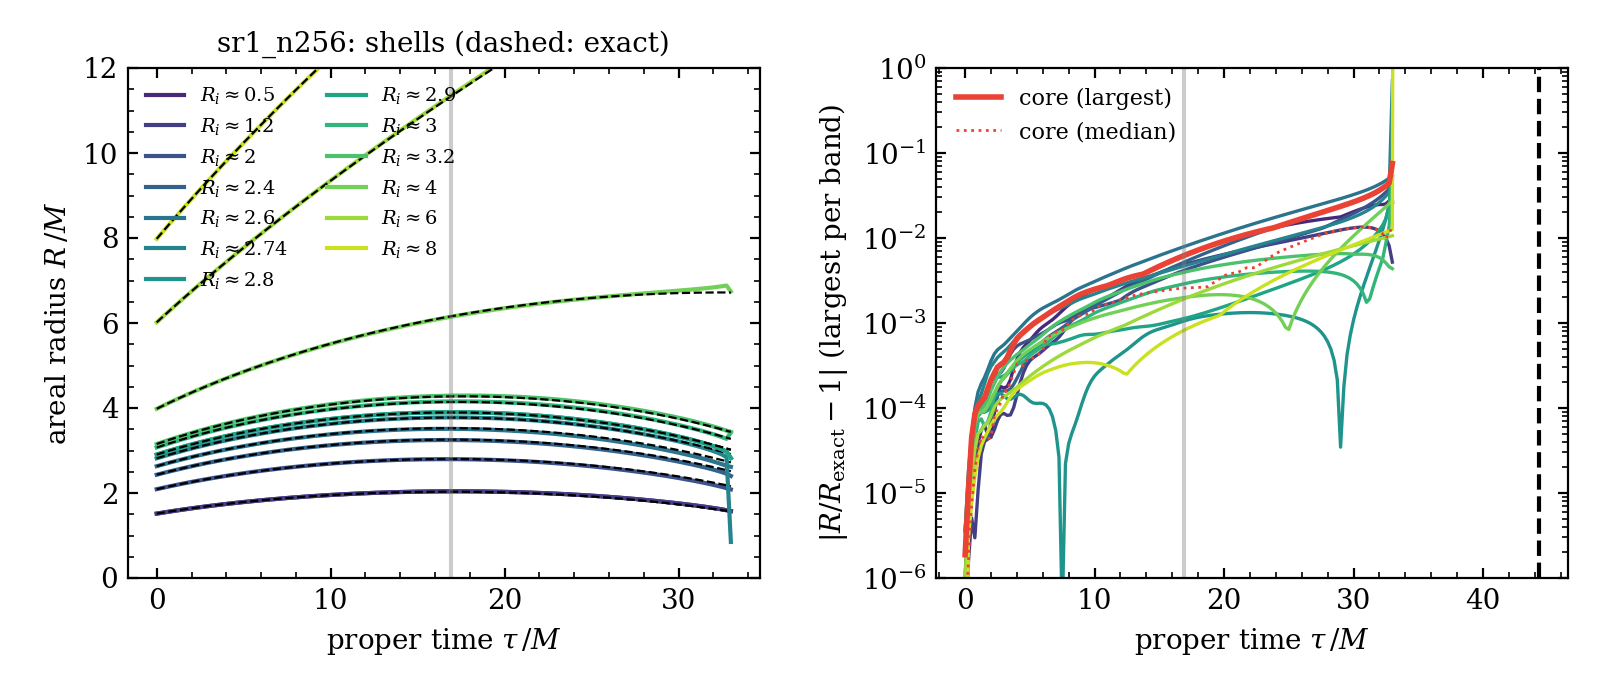 sr1_n256: shells (dashed: exact)
12
10
8
6
4
2
0
areal radius R/M
R_i ≈ 0.5
R_i ≈ 1.2
R_i ≈ 2
R_i ≈ 2.4
R_i ≈ 2.6
R_i ≈ 2.74
R_i ≈ 2.8
R_i ≈ 2.9
R_i ≈ 3
R_i ≈ 3.2
R_i ≈ 4
R_i ≈ 6
R_i ≈ 8
0
10
20
30
proper time τ/M
10⁰
10⁻¹
10⁻²
10⁻³
10⁻⁴
10⁻⁵
10⁻⁶
|R/R_exact − 1| (largest per band)
core (largest)
core (median)
0
10
20
30
40
proper time τ/M